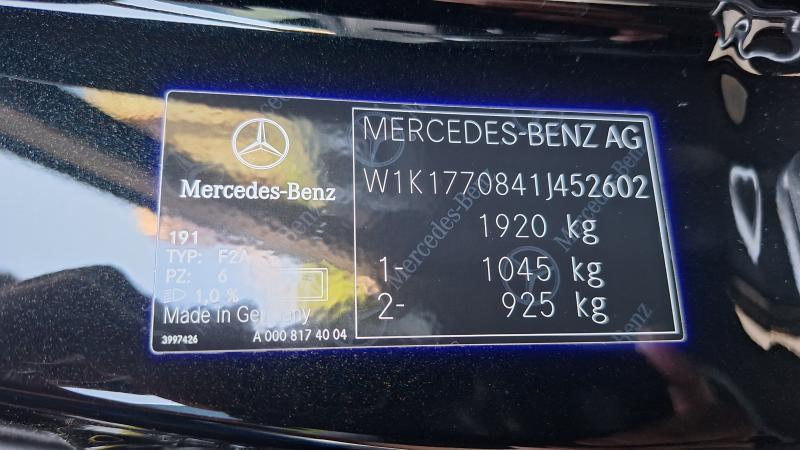 Mercedes-Benz
191
TYP: F2A
PZ: 6
1,0 %
Made in Germany
3997426
A 000 817 40 04
MERCEDES-BENZ AG
W1K1770841J452602
1920 kg
1- 1045 kg
2- 925 kg